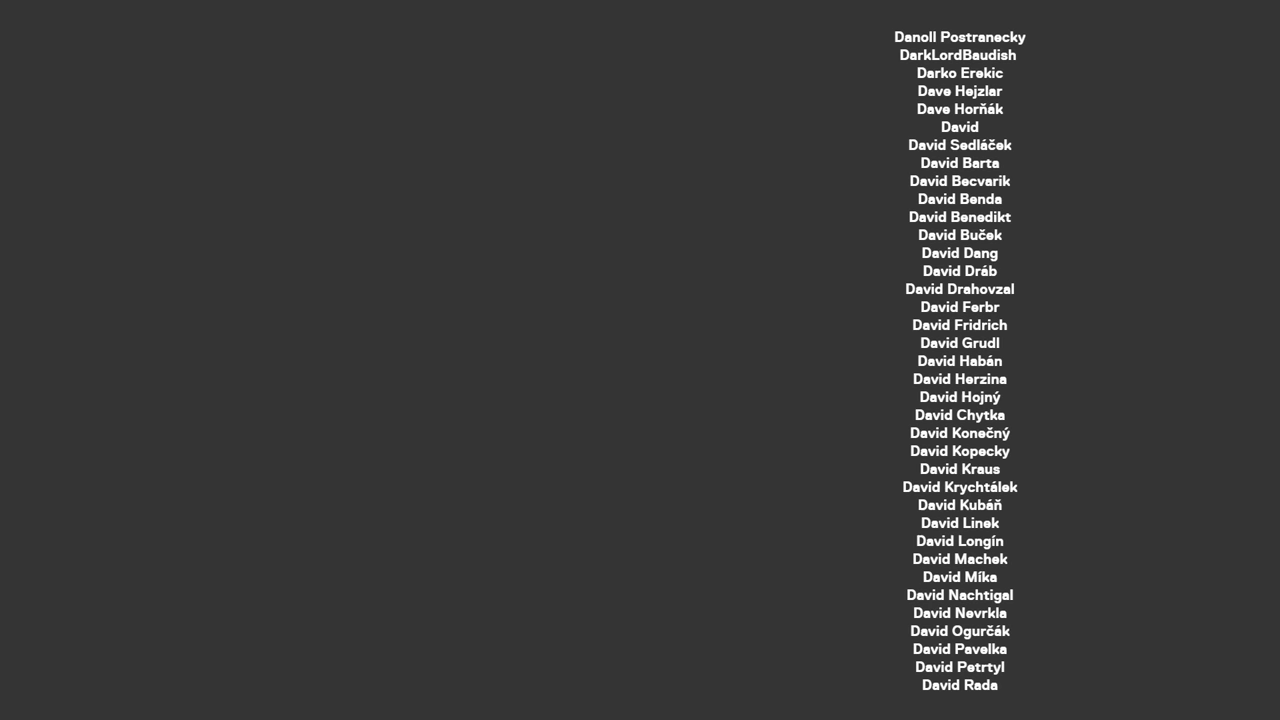 Danoll Postranecky
DarkLordBaudish
Darko Erekic
Dave Hejzlar
Dave Horňák
David
David Sedláček
David Barta
David Becvarik
David Benda
David Benedikt
David Buček
David Dang
David Dráb
David Drahovzal
David Ferbr
David Fridrich
David Grudl
David Habán
David Herzina
David Hojný
David Chytka
David Konečný
David Kopecky
David Kraus
David Krychtálek
David Kubáň
David Linek
David Longín
David Machek
David Míka
David Nachtigal
David Nevrkla
David Ogurčák
David Pavelka
David Petrtyl
David Rada